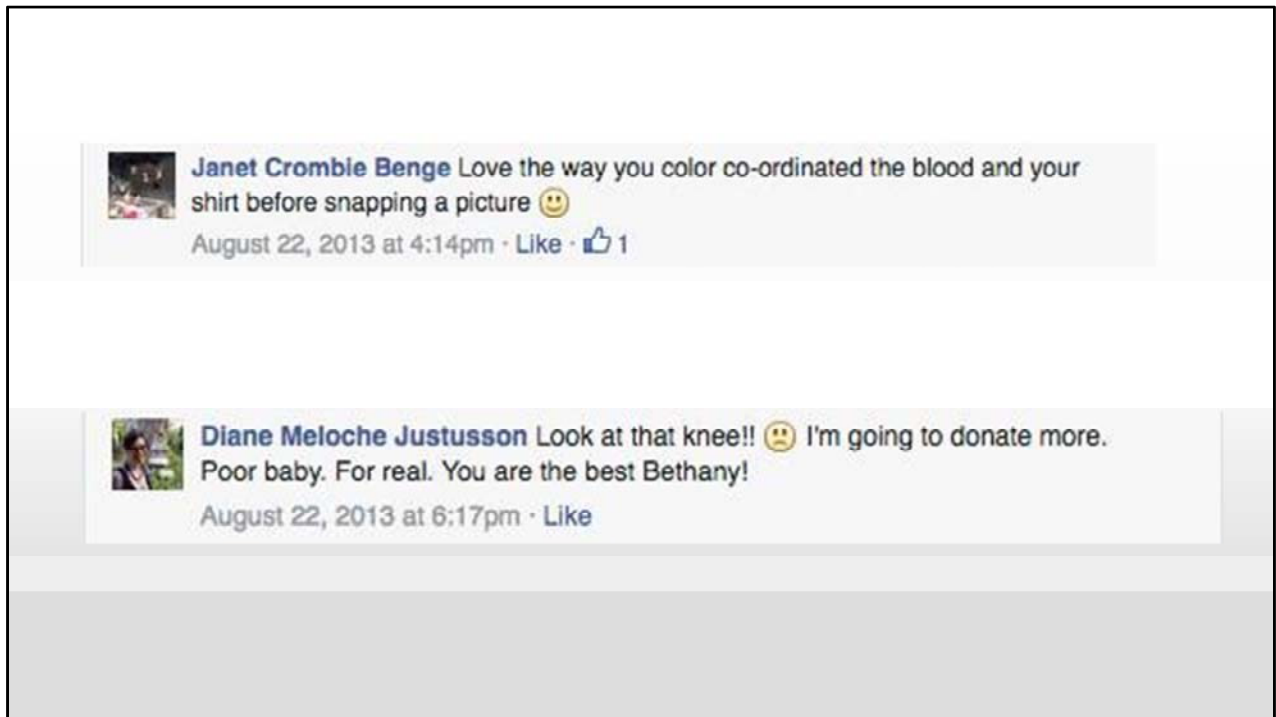 Janet Crombie Benge Love the way you color co-ordinated the blood and your
shirt before snapping a picture 🙂
August 22, 2013 at 4:14pm · Like · 👍 1
Diane Meloche Justusson Look at that knee!! 🙁 I'm going to donate more.
Poor baby. For real. You are the best Bethany!
August 22, 2013 at 6:17pm · Like